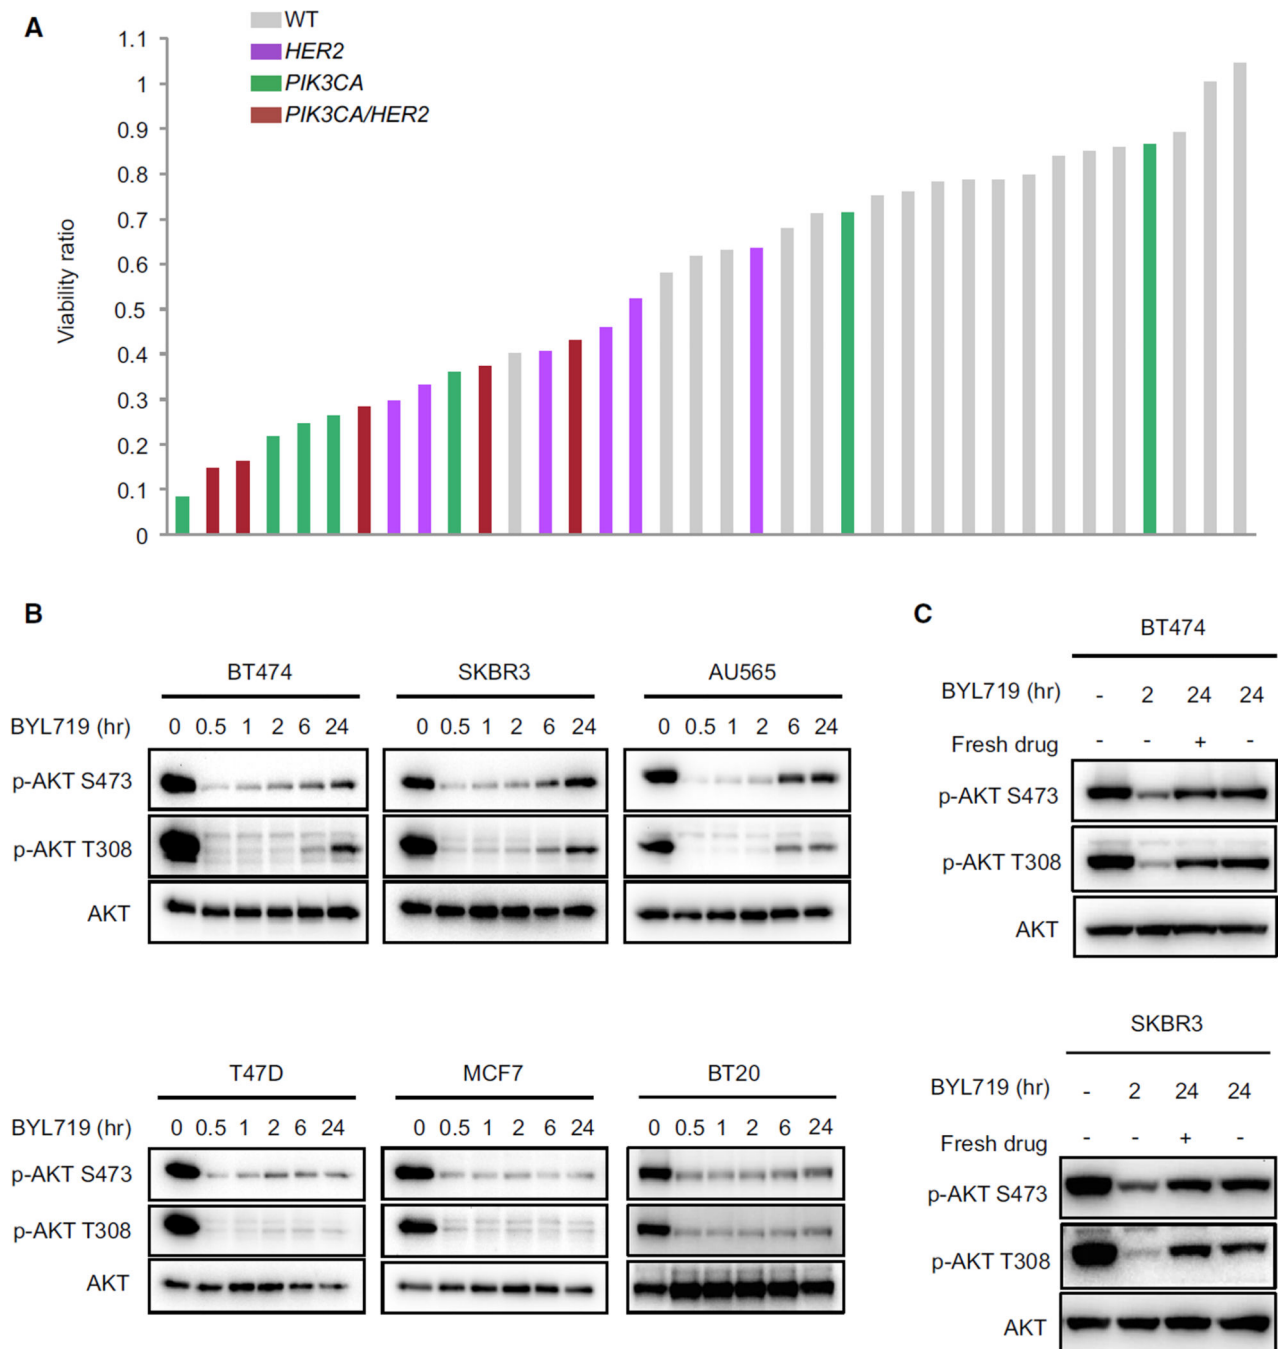 A
WT
HER2
PIK3CA
PIK3CA/HER2
1.1
1
0.9
0.8
0.7
0.6
0.5
0.4
0.3
0.2
0.1
0
Viability ratio
B
BT474 SKBR3 AU565
BYL719 (hr) 0 0.5 1 2 6 24 0 0.5 1 2 6 24 0 0.5 1 2 6 24
p-AKT S473
p-AKT T308
AKT
T47D MCF7 BT20
BYL719 (hr) 0 0.5 1 2 6 24 0 0.5 1 2 6 24 0 0.5 1 2 6 24
p-AKT S473
p-AKT T308
AKT
C
BT474
BYL719 (hr) - 2 24 24
Fresh drug - - + -
p-AKT S473
p-AKT T308
AKT
SKBR3
BYL719 (hr) - 2 24 24
Fresh drug - - + -
p-AKT S473
p-AKT T308
AKT